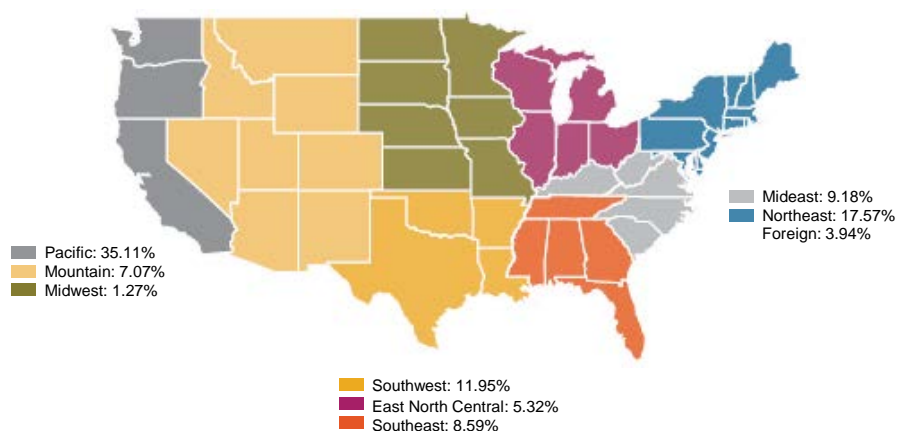 Mideast: 9.18%
Northeast: 17.57%
Foreign: 3.94%
Pacific: 35.11%
Mountain: 7.07%
Midwest: 1.27%
Southwest: 11.95%
East North Central: 5.32%
Southeast: 8.59%